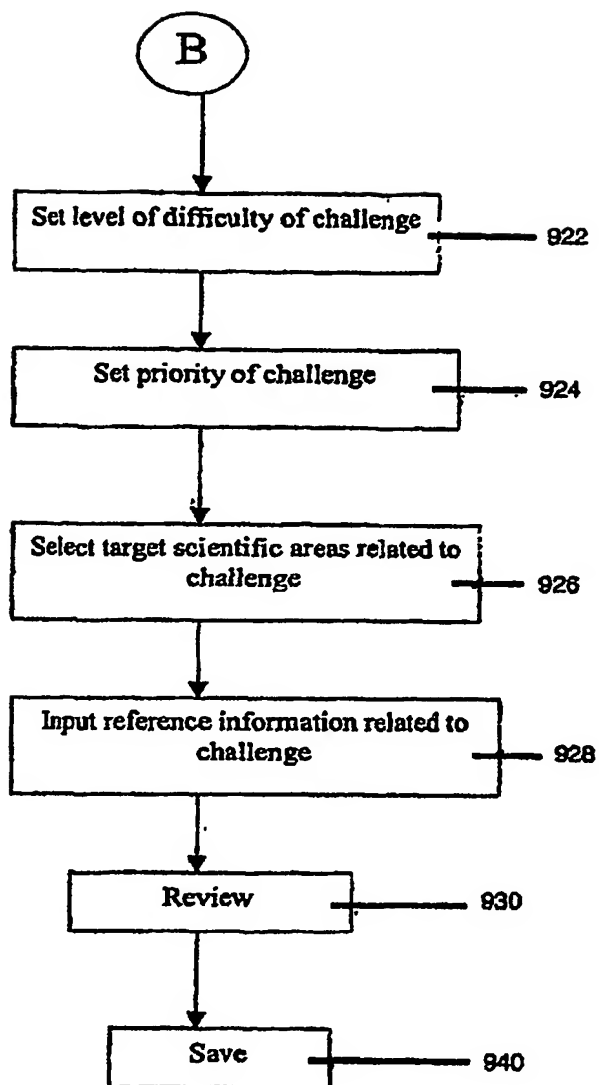 B
Set level of difficulty of challenge
922
Set priority of challenge
924
Select target scientific areas related to
challenge
926
Input reference information related to
challenge
928
Review
930
Save
940